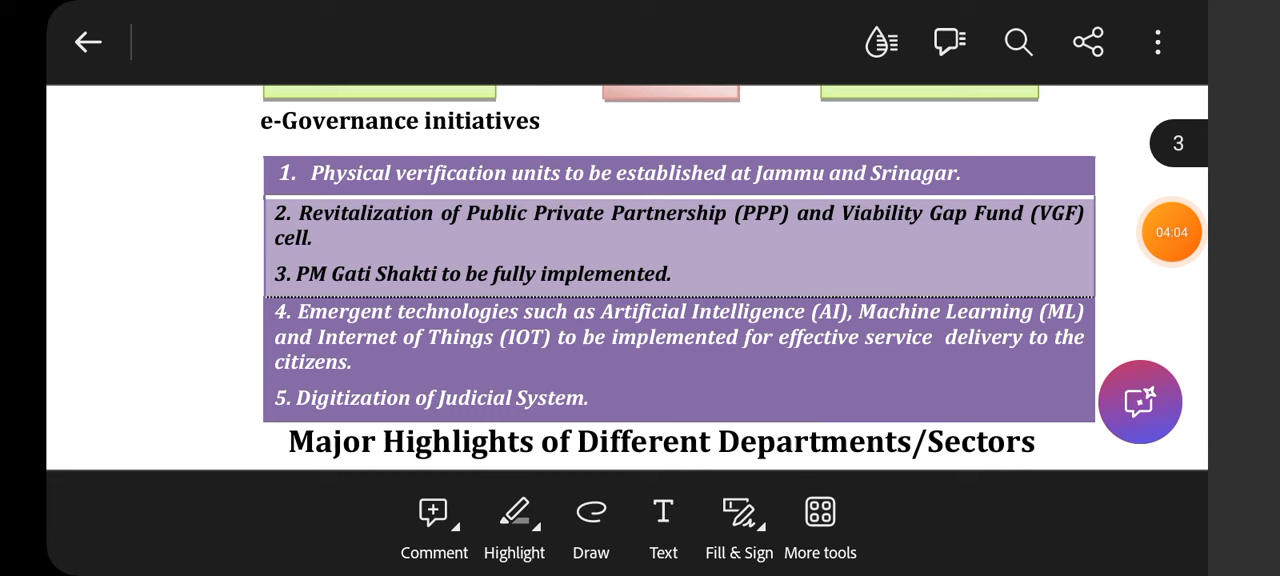 e-Governance initiatives
3
1. Physical verification units to be established at Jammu and Srinagar.
2. Revitalization of Public Private Partnership (PPP) and Viability Gap Fund (VGF)
cell.
04:04
3. PM Gati Shakti to be fully implemented.
4. Emergent technologies such as Artificial Intelligence (AI), Machine Learning (ML)
and Internet of Things (IOT) to be implemented for effective service delivery to the
citizens.
5. Digitization of Judicial System.
Major Highlights of Different Departments/Sectors
Comment Highlight Draw Text Fill & Sign More tools